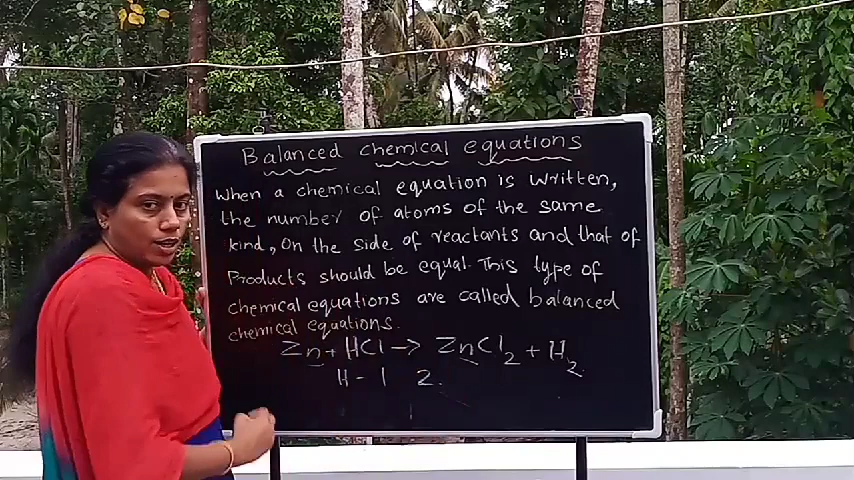 Balanced chemical equations
When a chemical equation is written,
the number of atoms of the same
kind, on the side of reactants and that of
Products should be equal. This type of
chemical equations are called balanced
chemical equations.
Zn + HCl → ZnCl₂ + H₂
H - 1 2.